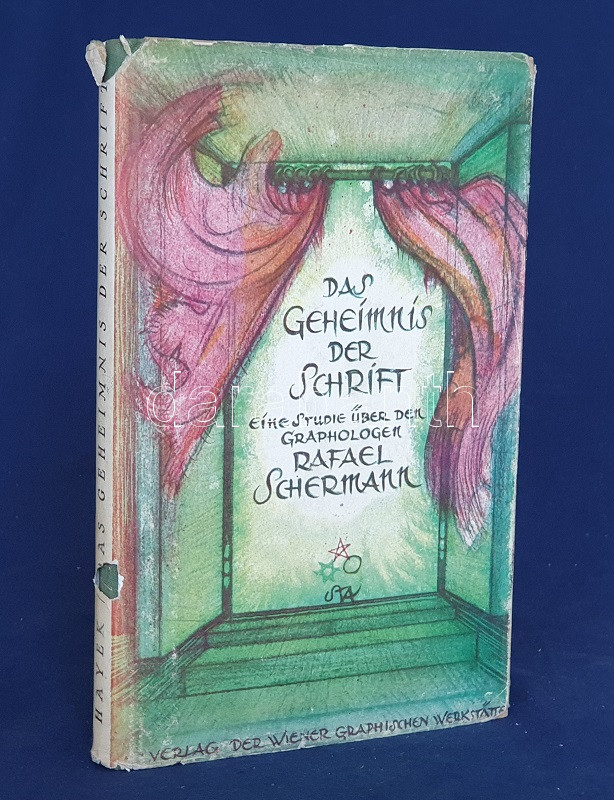 DAS
GEHEIMNIS
DER
SCHRIFT
EINE STUDIE ÜBER DEN
GRAPHOLOGEN
RAFAEL
SCHERMANN
STA
VERLAG DER WIENER GRAPHISCHEN WERKSTÄTTE
HAYEK AS GEHEIMNIS DER SCHRIFT